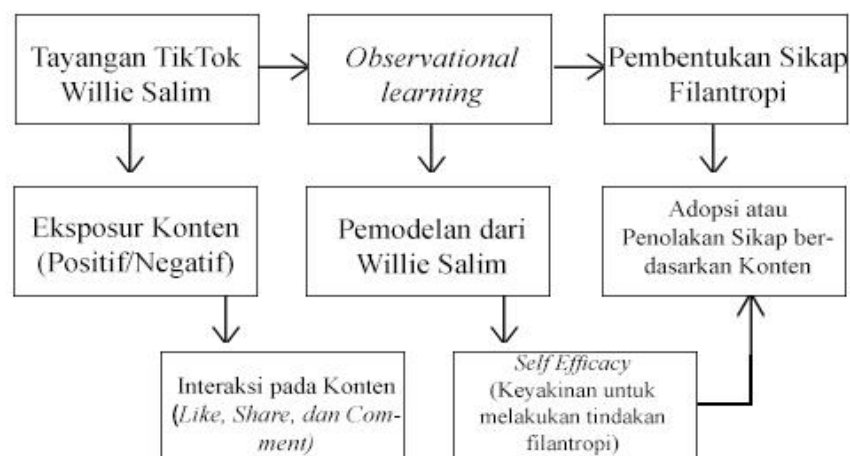 Tayangan TikTok
Willie Salim
Observational
learning
Pembentukan Sikap
Filantropi
Eksposur Konten
(Positif/Negatif)
Pemodelan dari
Willie Salim
Adopsi atau
Penolakan Sikap ber-
dasarkan Konten
Interaksi pada Konten
(Like, Share, dan Com-
ment)
Self Efficacy
(Keyakinan untuk
melakukan tindakan
filantropi)